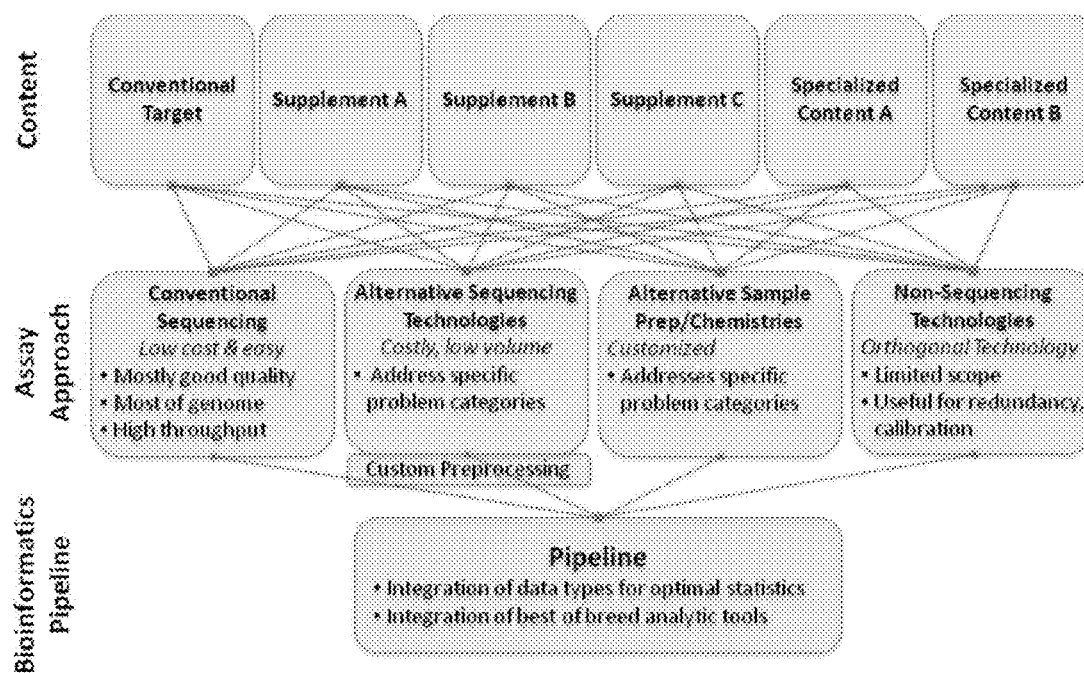 Content
Conventional
Target
Supplement A
Supplement B
Supplement C
Specialized
Content A
Specialized
Content B
Assay
Approach
Conventional
Sequencing
Low cost & easy
• Mostly good quality
• Most of genome
• High throughput
Alternative Sequencing
Technologies
Costly, low volume
• Address specific
problem categories
Custom Preprocessing
Alternative Sample
Prep/Chemistries
Customized
• Addresses specific
problem categories
Non-Sequencing
Technologies
Orthogonal Technology
• Limited scope
• Useful for redundancy,
calibration
Bioinformatics
Pipeline
Pipeline
• Integration of data types for optimal statistics
• Integration of best of breed analytic tools